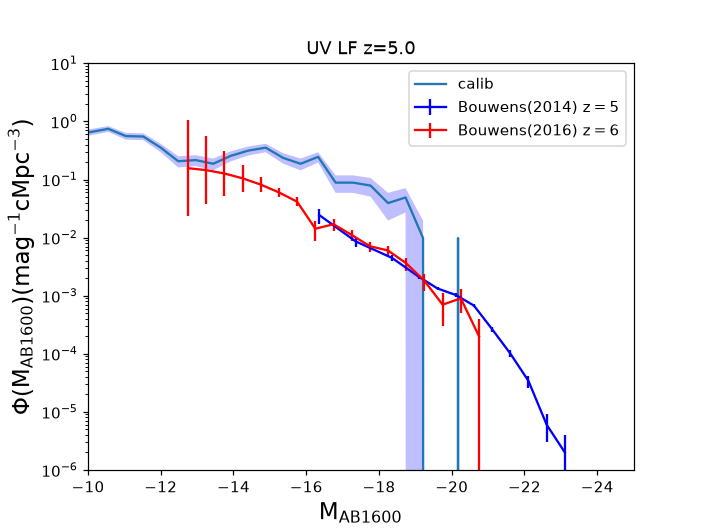 UV LF z=5.0
calib
Bouwens(2014) z = 5
Bouwens(2016) z = 6
Φ(M_AB1600)(mag⁻¹cMpc⁻³)
10¹
10⁰
10⁻¹
10⁻²
10⁻³
10⁻⁴
10⁻⁵
10⁻⁶
−10 −12 −14 −16 −18 −20 −22 −24
M_AB1600